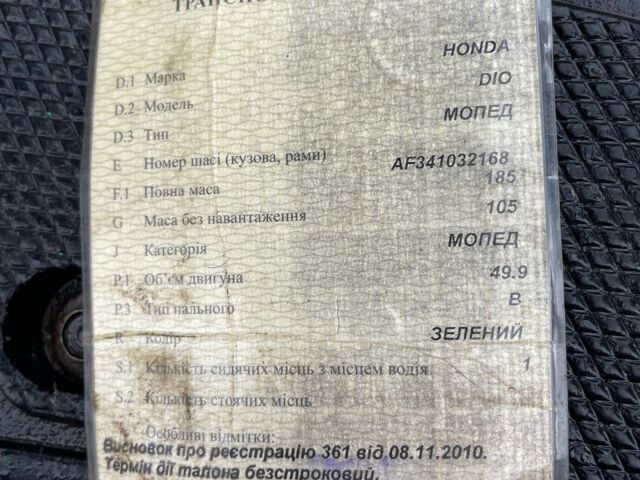 D.1 Марка HONDA
D.2 Модель DIO
D.3 Тип МОПЕД
E Номер шасі (кузова, рами) AF341032168
F.1 Повна маса 185
G Маса без навантаження 105
J Категорія МОПЕД
P.1 Об'єм двигуна 49.9
P.3 Тип пального В
R Колір ЗЕЛЕНИЙ
S.1 Кількість сидячих місць з місцем водія 1
S.2 Кількість стоячих місць
Особливі відмітки:
Висновок про реєстрацію 361 від 08.11.2010.
Термін дії талона безстроковий.